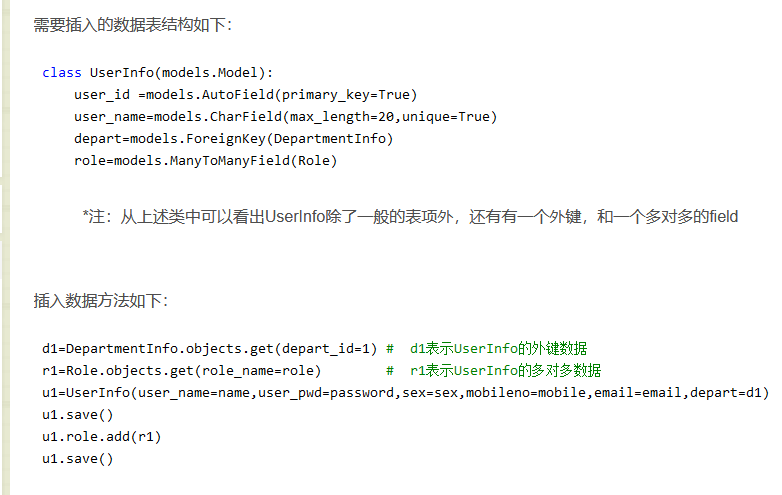 需要插入的数据表结构如下：
class UserInfo(models.Model):
    user_id =models.AutoField(primary_key=True)
    user_name=models.CharField(max_length=20,unique=True)
    depart=models.ForeignKey(DepartmentInfo)
    role=models.ManyToManyField(Role)
*注：从上述类中可以看出UserInfo除了一般的表项外，还有有一个外键，和一个多对多的field
插入数据方法如下：
d1=DepartmentInfo.objects.get(depart_id=1) #  d1表示UserInfo的外键数据
r1=Role.objects.get(role_name=role)        #  r1表示UserInfo的多对多数据
u1=UserInfo(user_name=name,user_pwd=password,sex=sex,mobileno=mobile,email=email,depart=d1)
u1.save()
u1.role.add(r1)
u1.save()